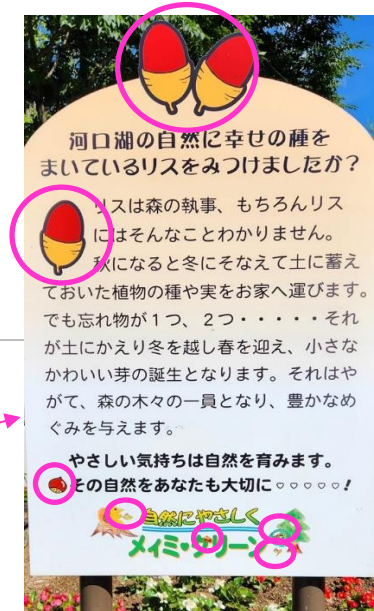 河口湖の自然に幸せの種を
まいているリスをみつけましたか?
リスは森の執事、もちろんリス
にはそんなことわかりません。
秋になると冬にそなえて土に蓄え
ておいた植物の種や実をお家へ運びます。
でも忘れ物が1つ、2つ・・・・・それ
が土にかえり冬を越し春を迎え、小さな
かわいい芽の誕生となります。それはや
がて、森の木々の一員となり、豊かなめ
ぐみを与えます。
やさしい気持ちは自然を育みます。
その自然をあなたも大切に♡♡♡♡♡!
自然にやさしく
メイミ・グリーン